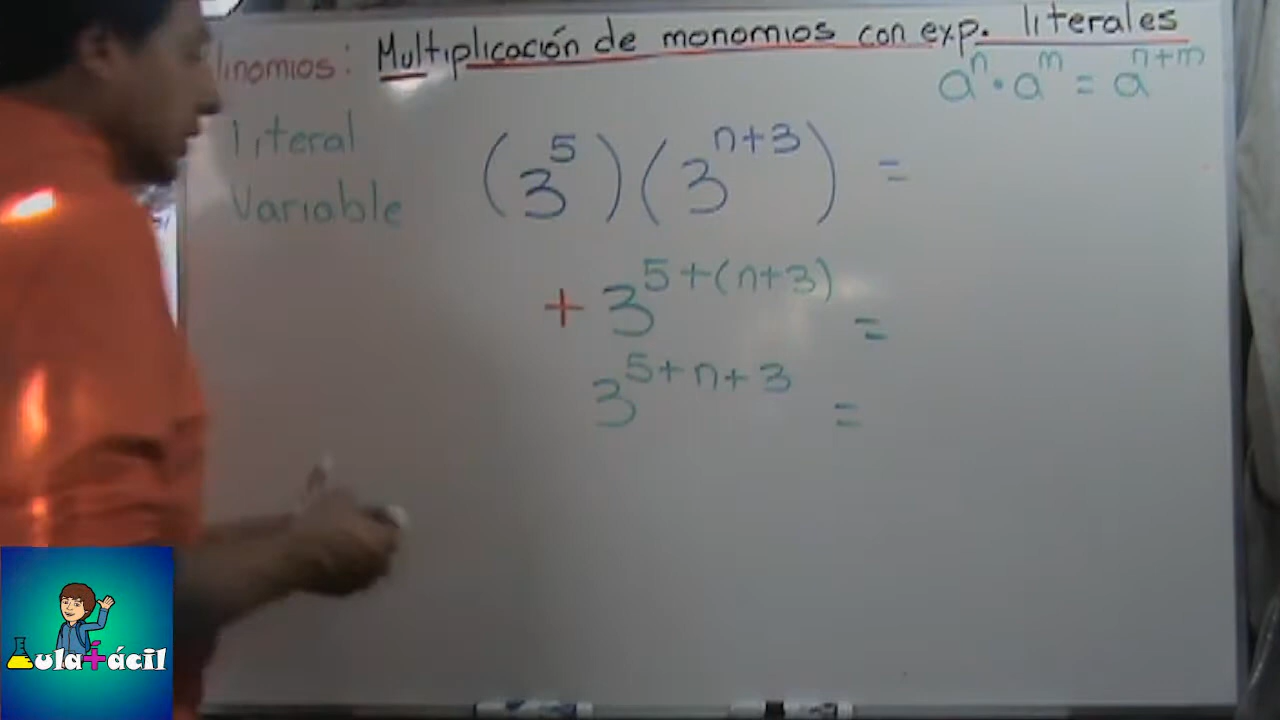 linomios: Multiplicación de monomios con exp. literales
aⁿ · aᵐ = aⁿ⁺ᵐ
literal
Variable
(3⁵)(3ⁿ⁺³) =
+ 3⁵⁺⁽ⁿ⁺³⁾ =
3⁵⁺ⁿ⁺³ =
Aula+ácil